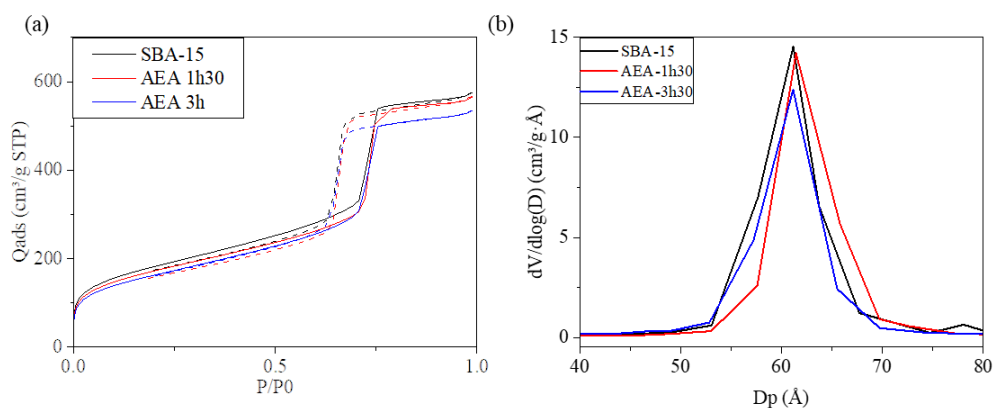 (a)
SBA-15
AEA 1h30
AEA 3h
600
400
200
0
0.0
0.5
1.0
Qads (cm³/g STP)
P/P0
(b)
SBA-15
AEA-1h30
AEA-3h30
15
10
5
0
40
50
60
70
80
dV/dlog(D) (cm³/g·Å)
Dp (Å)